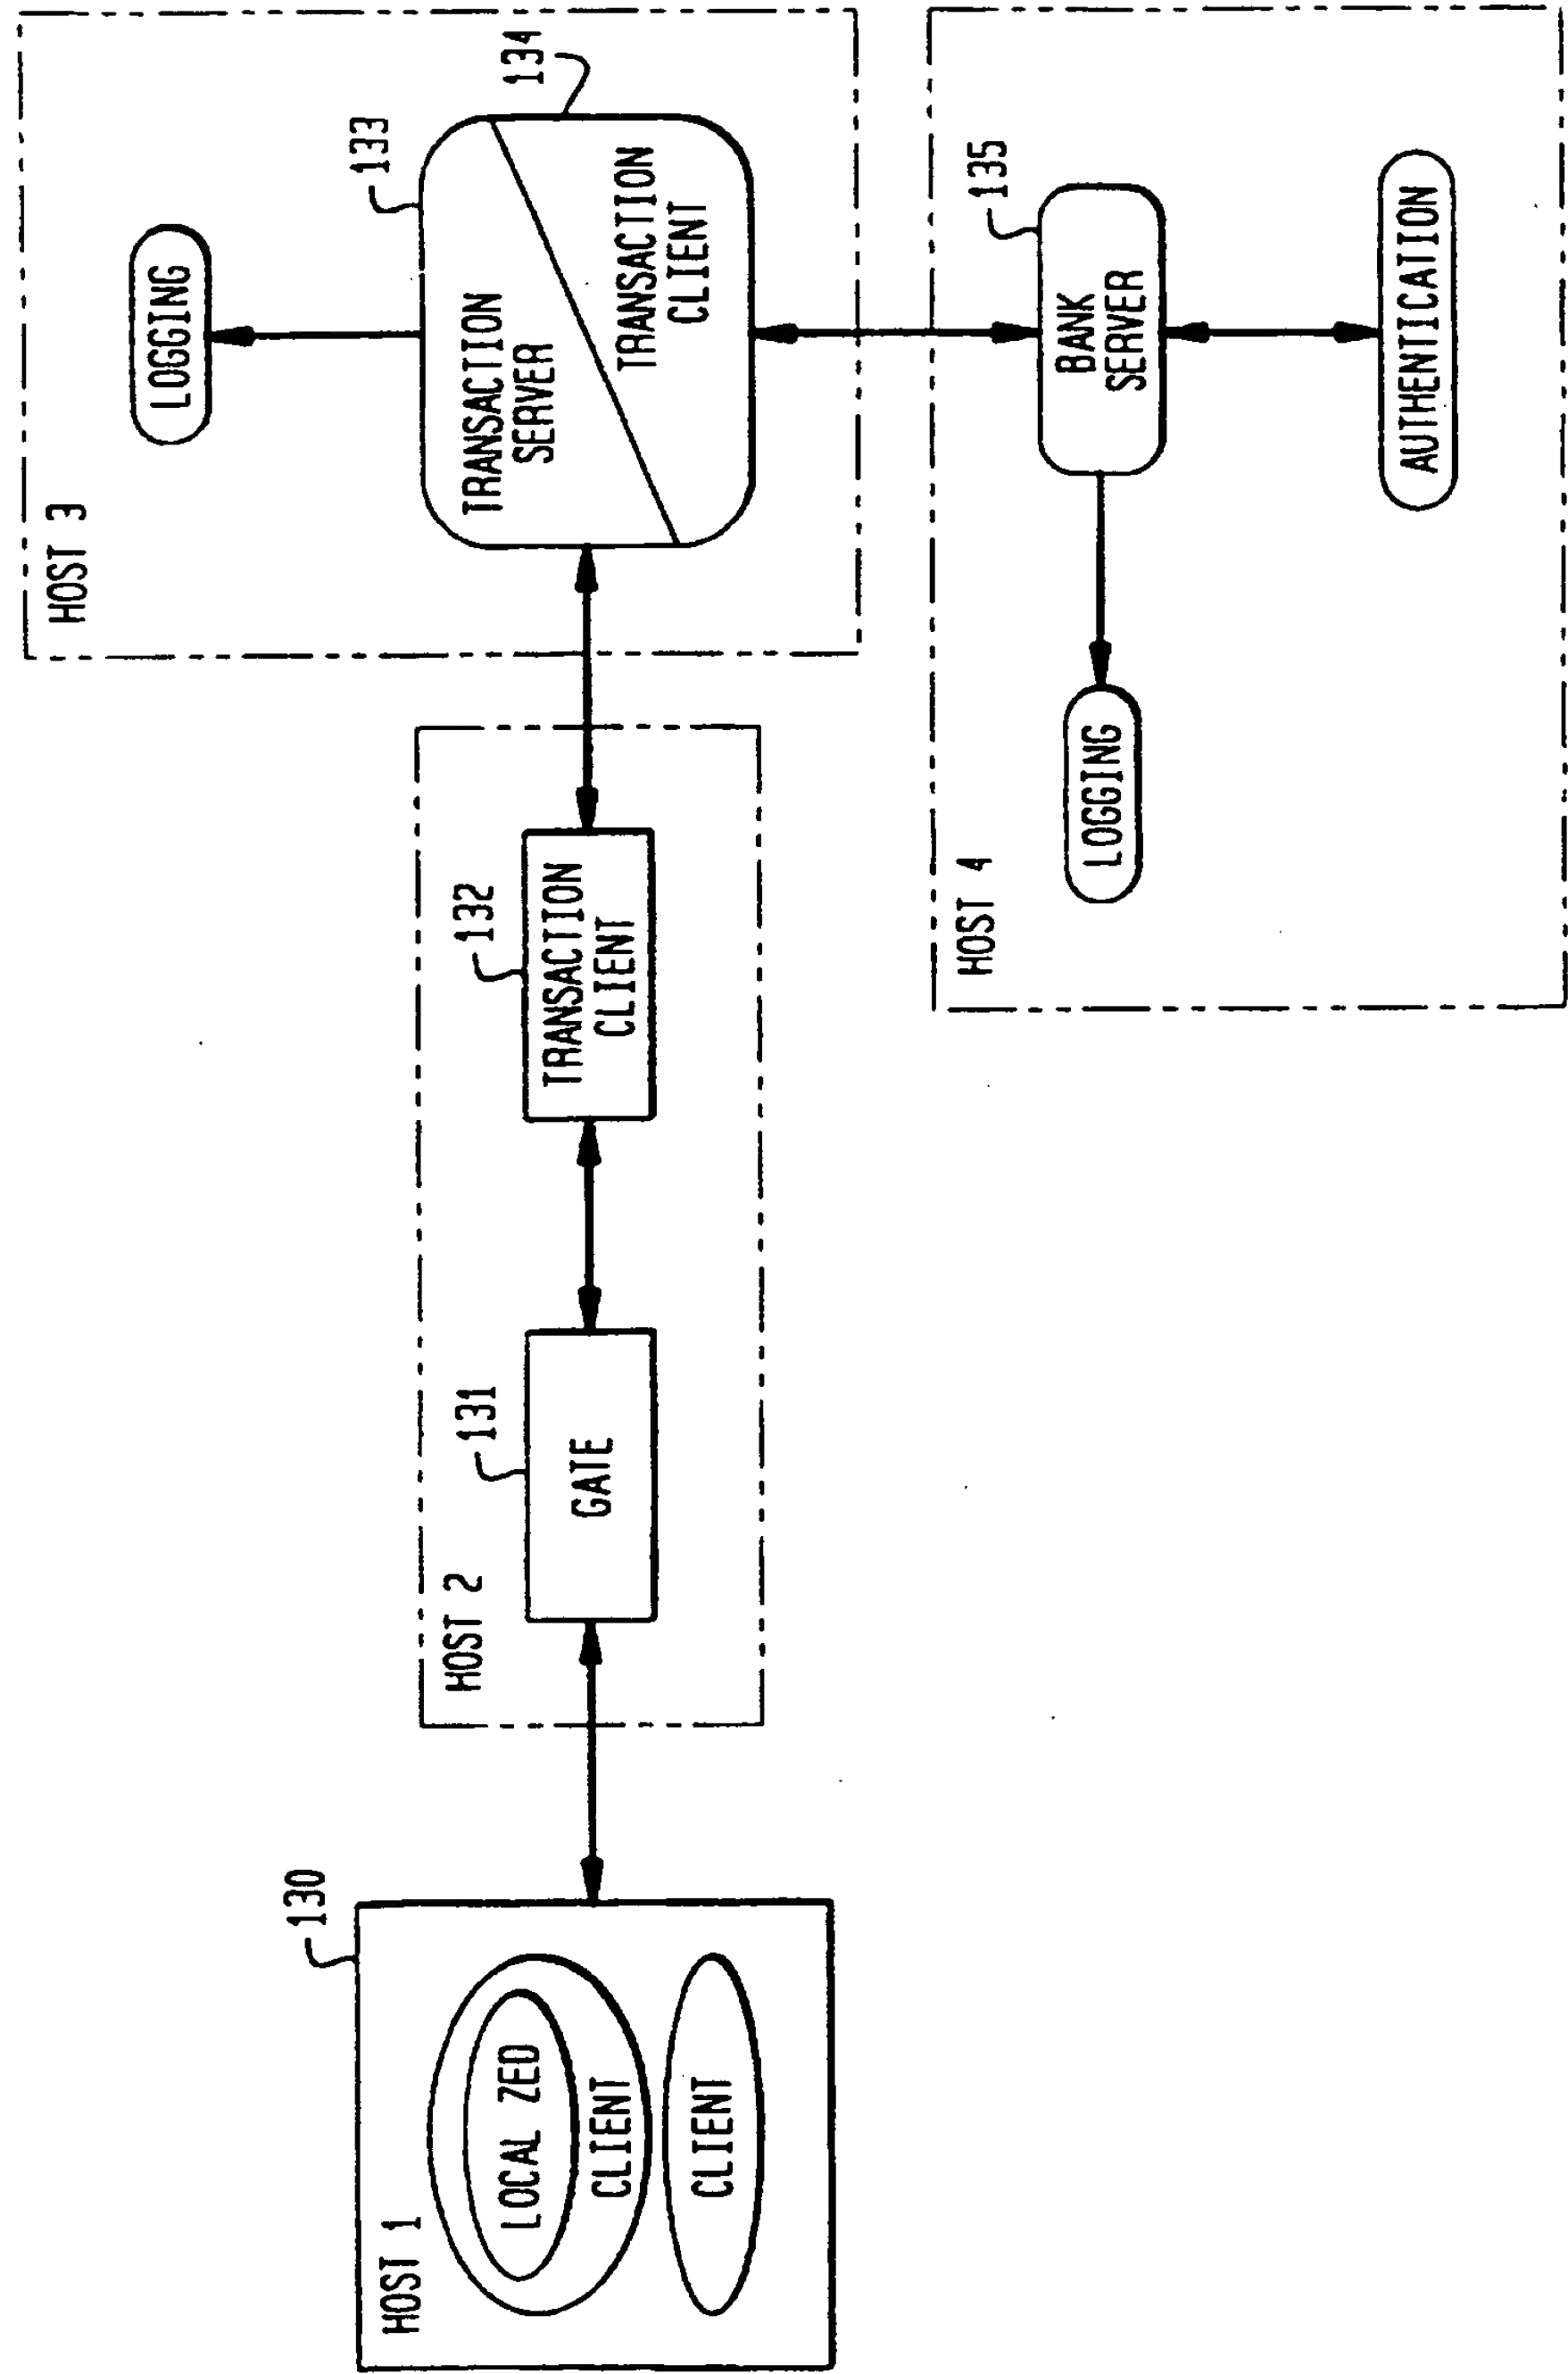 HOST 1
130
LOCAL ZED
CLIENT
CLIENT
HOST 2
131
GATE
132
TRANSACTION
CLIENT
HOST 3
LOGGING
133
TRANSACTION
SERVER
134
TRANSACTION
CLIENT
HOST 4
135
BANK
SERVER
LOGGING
AUTHENTICATION